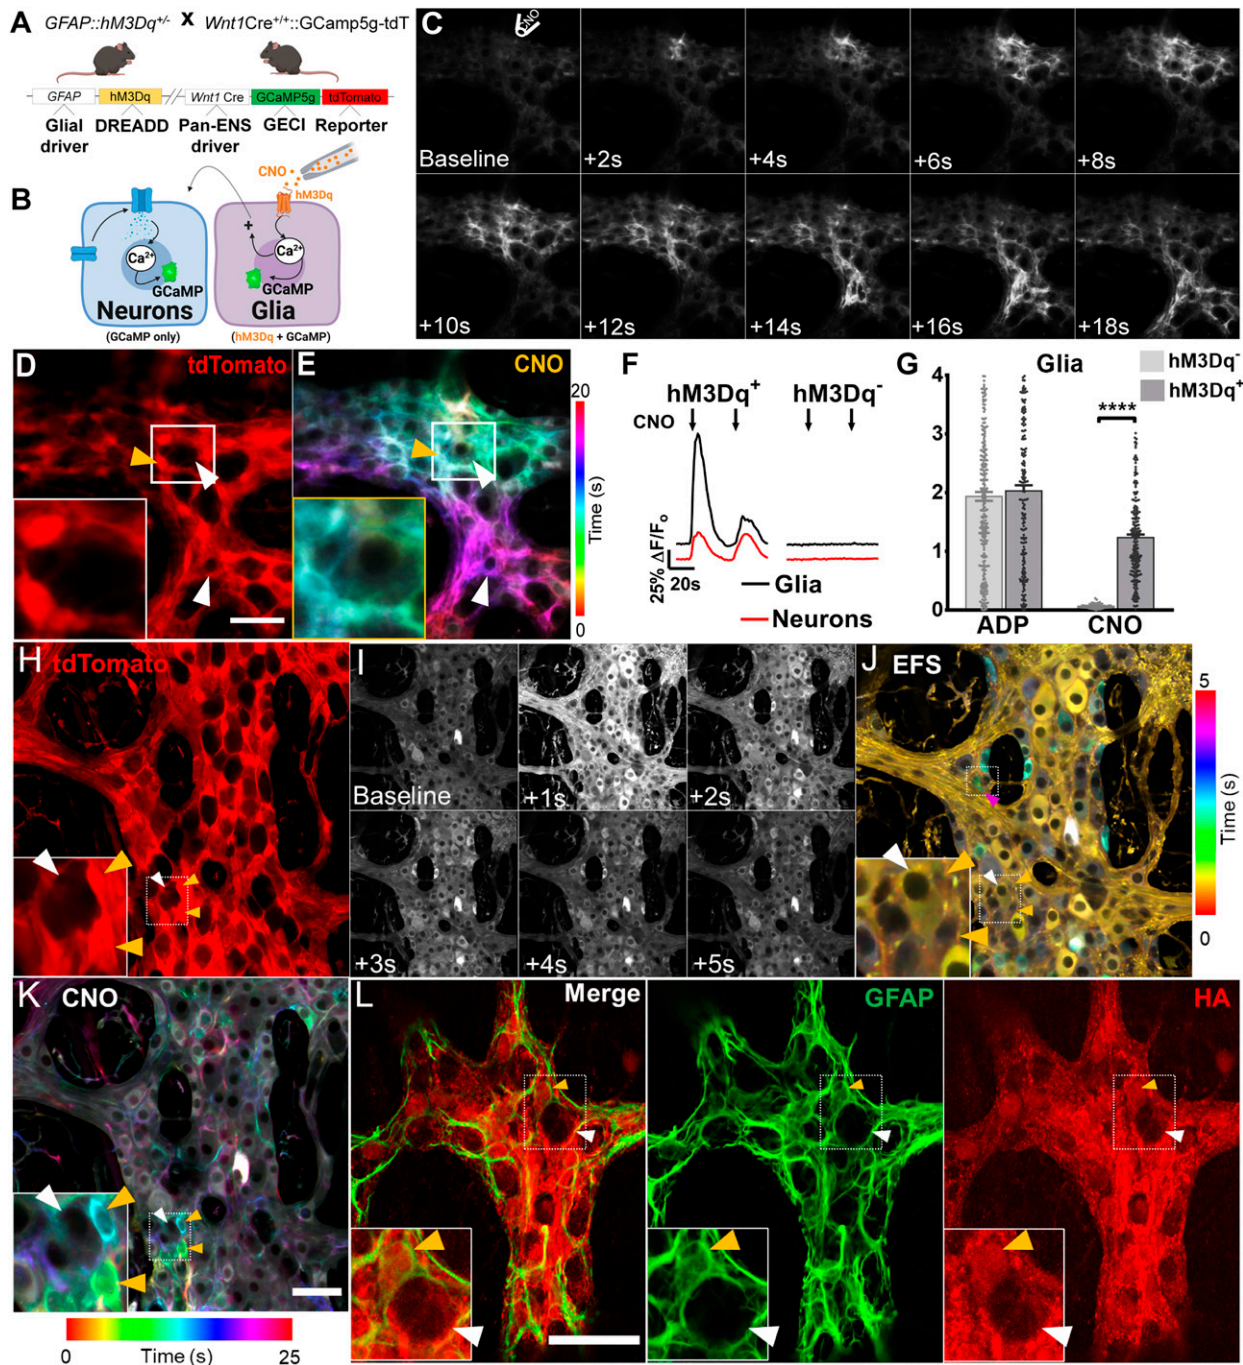 A
GFAP::hM3Dq+/- x Wnt1Cre+/+::GCamp5g-tdT
GFAP hM3Dq // Wnt1 Cre GCaMP5g tdTomato
Glial driver
DREADD
Pan-ENS driver
GECI
Reporter
B
CNO
hM3Dq
+
Ca2+
GCaMP
Neurons
(GCaMP only)
Ca2+
GCaMP
Glia
(hM3Dq + GCaMP)
C
CNO
Baseline
+2s
+4s
+6s
+8s
+10s
+12s
+14s
+16s
+18s
D
tdTomato
E
CNO
20
Time (s)
0
F
hM3Dq+ hM3Dq-
CNO
25% ΔF/Fo
20s
Glia
Neurons
G
Glia
hM3Dq-
hM3Dq+
****
4
3
2
1
0
ADP CNO
H
tdTomato
I
Baseline
+1s
+2s
+3s
+4s
+5s
J
EFS
5
Time (s)
0
K
CNO
0 Time (s) 25
L
Merge
GFAP
HA